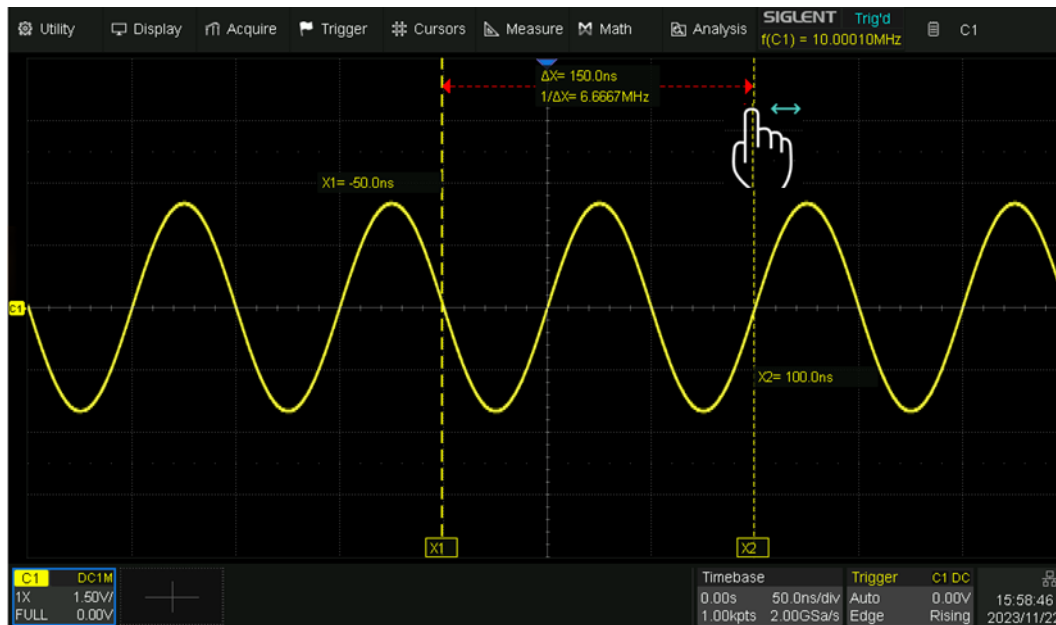 Utility Display Acquire Trigger Cursors Measure Math Analysis
SIGLENT Trig'd
f(C1) = 10.00010MHz
C1
ΔX= 150.0ns
1/ΔX= 6.6667MHz
X1= -50.0ns
C1
X2= 100.0ns
X1 X2
C1 DC1M
1X 1.50V/
FULL 0.00V
Timebase
0.00s 50.0ns/div
1.00kpts 2.00GSa/s
Trigger C1 DC
Auto 0.00V
Edge Rising
15:58:46
2023/11/22